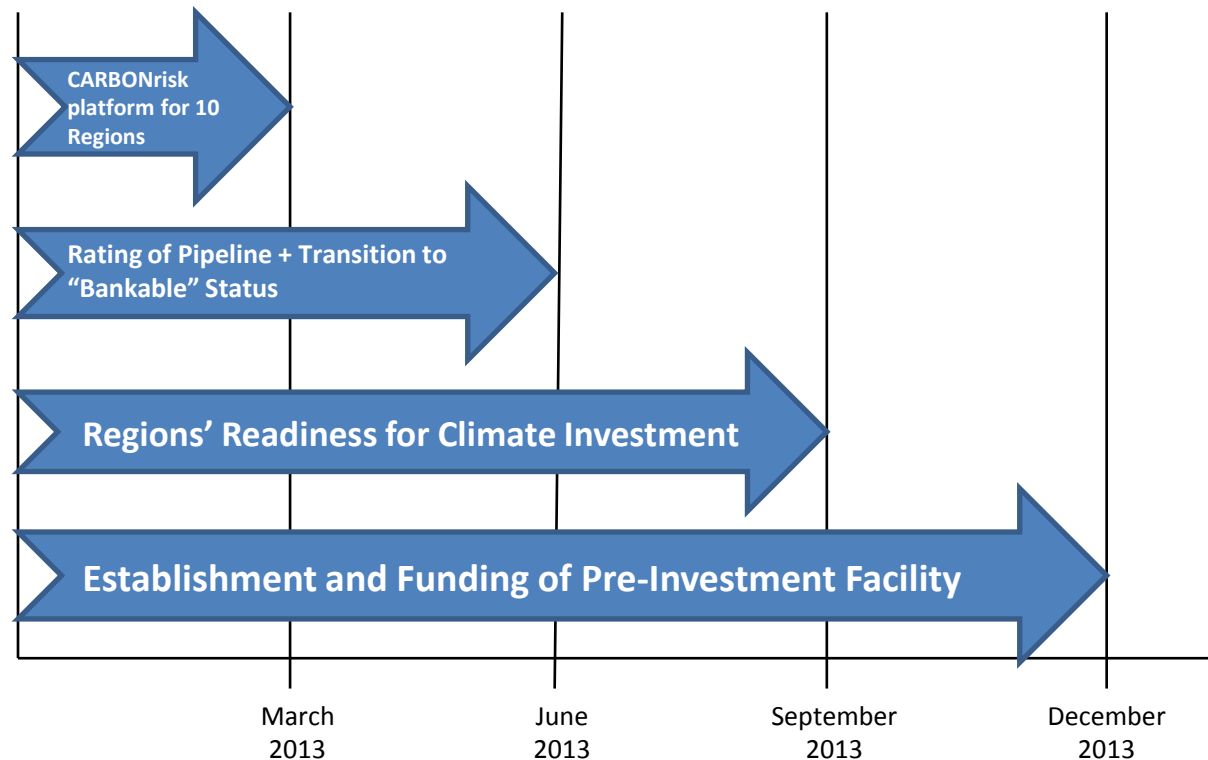 CARBONrisk
platform for 10
Regions
Rating of Pipeline + Transition to
“Bankable” Status
Regions’ Readiness for Climate Investment
Establishment and Funding of Pre-Investment Facility
March
2013
June
2013
September
2013
December
2013